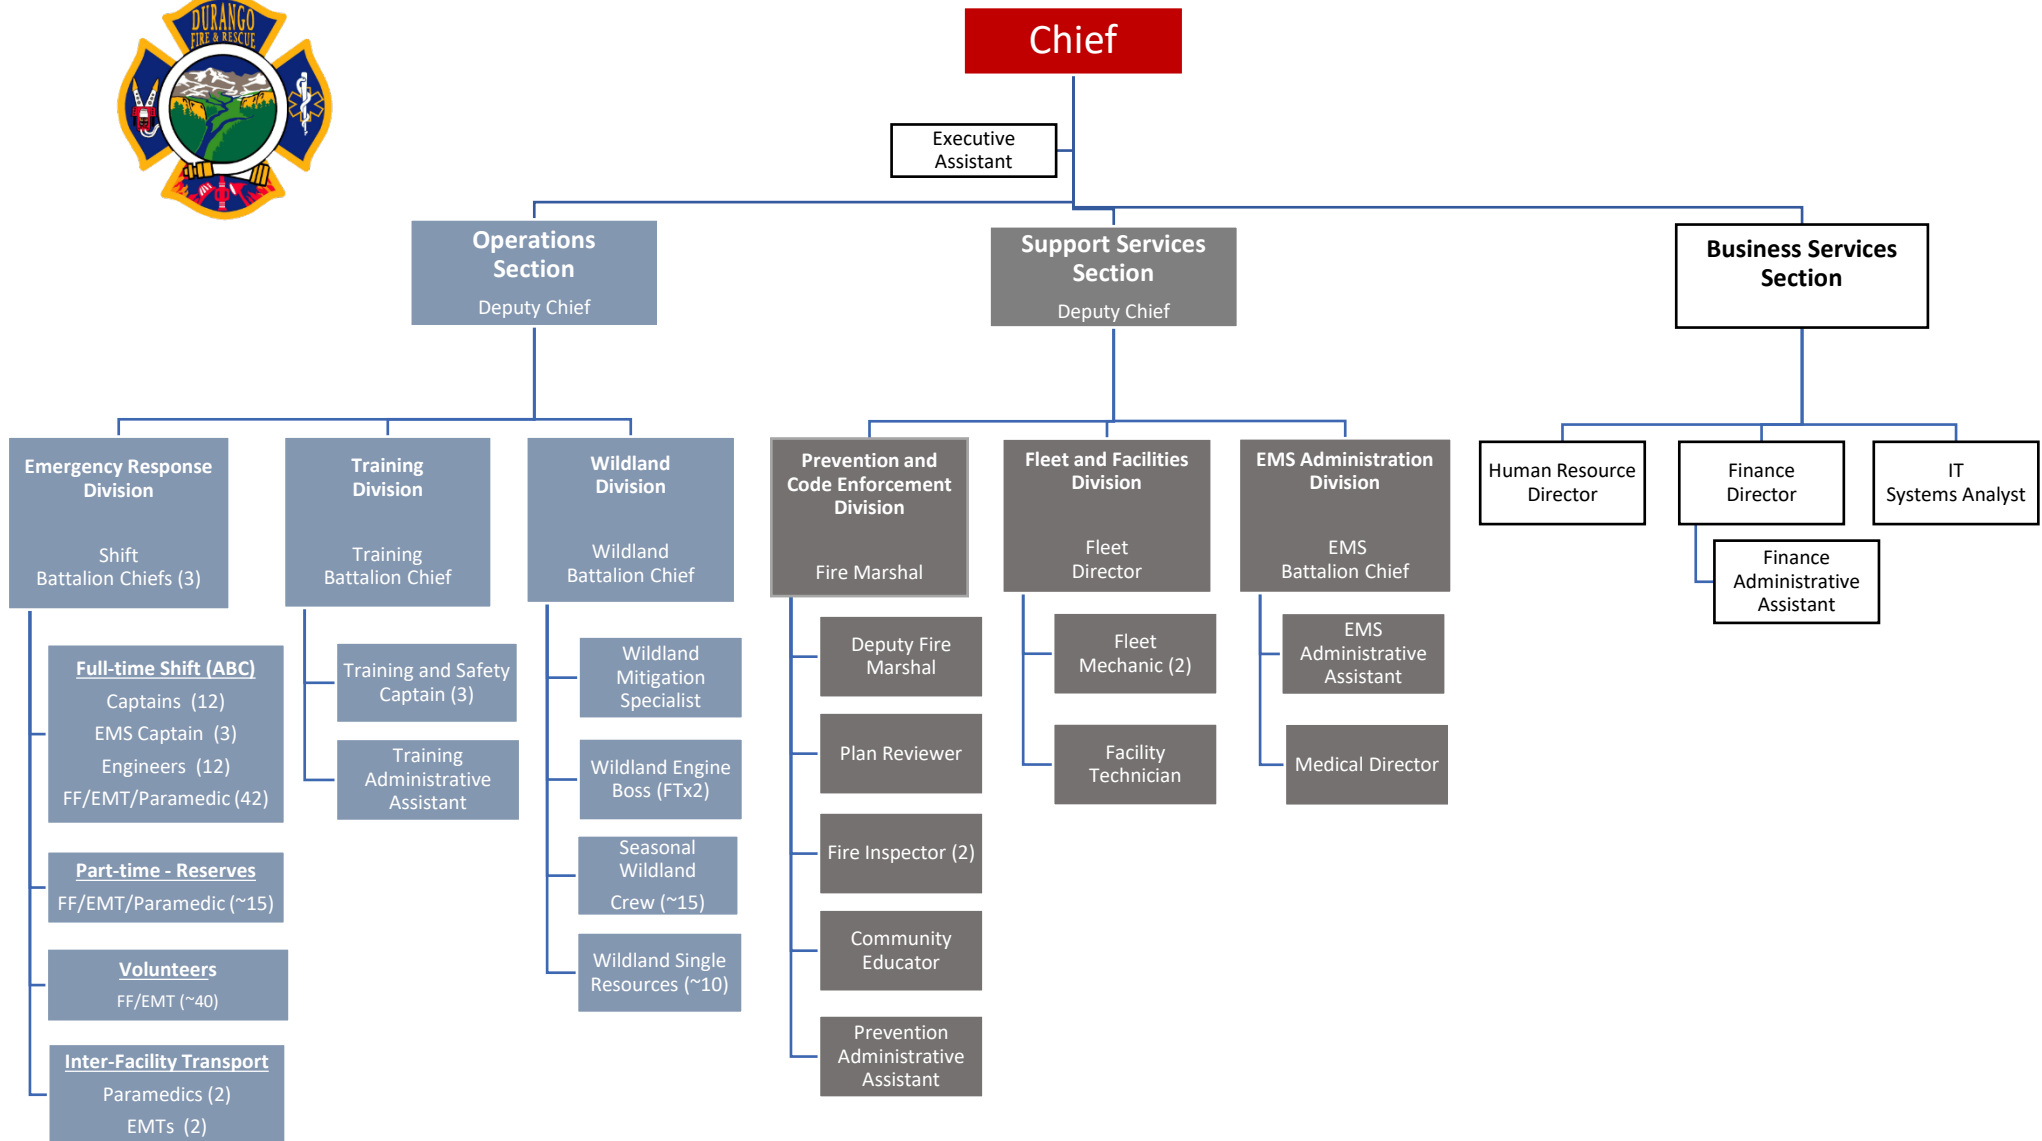 DURANGO
FIRE & RESCUE
Chief
Executive
Assistant
Operations
Section
Deputy Chief
Support Services
Section
Deputy Chief
Business Services
Section
Emergency Response
Division
Shift
Battalion Chiefs (3)
Training
Division
Training
Battalion Chief
Wildland
Division
Wildland
Battalion Chief
Prevention and
Code Enforcement
Division
Fire Marshal
Fleet and Facilities
Division
Fleet
Director
EMS Administration
Division
EMS
Battalion Chief
Human Resource
Director
Finance
Director
IT
Systems Analyst
Finance
Administrative
Assistant
Full-time Shift (ABC)
Captains (12)
EMS Captain (3)
Engineers (12)
FF/EMT/Paramedic (42)
Part-time - Reserves
FF/EMT/Paramedic (~15)
Volunteers
FF/EMT (~40)
Inter-Facility Transport
Paramedics (2)
EMTs (2)
Training and Safety
Captain (3)
Training
Administrative
Assistant
Wildland
Mitigation
Specialist
Wildland Engine
Boss (FTx2)
Seasonal
Wildland
Crew (~15)
Wildland Single
Resources (~10)
Deputy Fire
Marshal
Plan Reviewer
Fire Inspector (2)
Community
Educator
Prevention
Administrative
Assistant
Fleet
Mechanic (2)
Facility
Technician
EMS
Administrative
Assistant
Medical Director